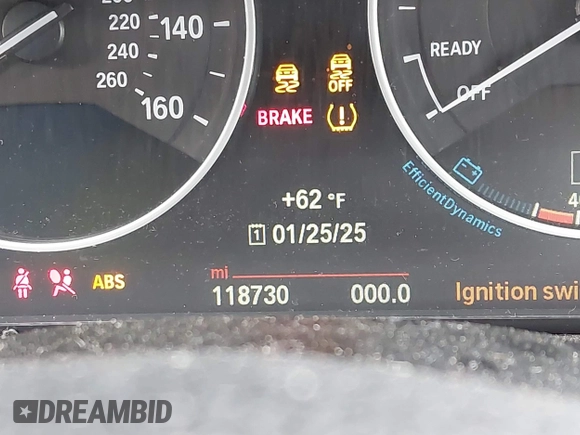 220 140
240
260 160
READY
OFF
OFF
BRAKE
+62 °F
1 01/25/25
EfficientDynamics
ABS
mi
118730 000.0 Ignition swi
DREAMBID